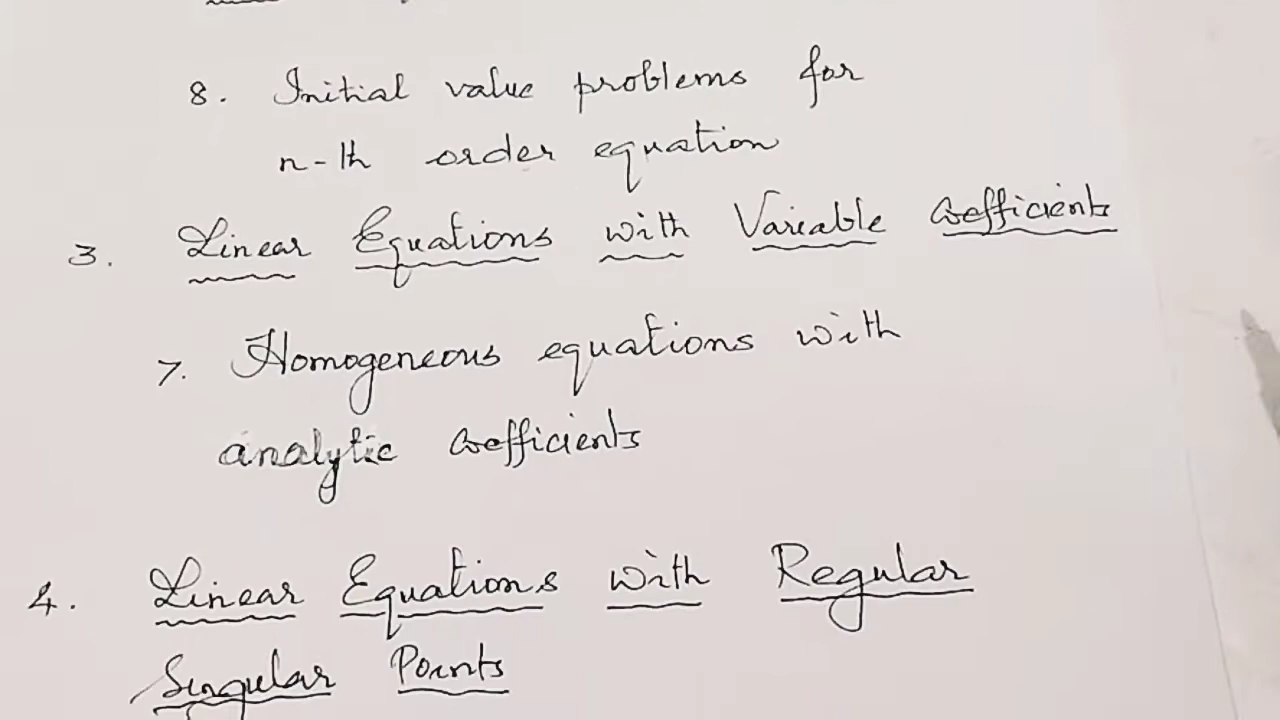 8. Initial value problems for
n-th order equation
3. Linear Equations with Variable Coefficients
7. Homogeneous equations with
analytic coefficients
4. Linear Equations with Regular
Singular Points